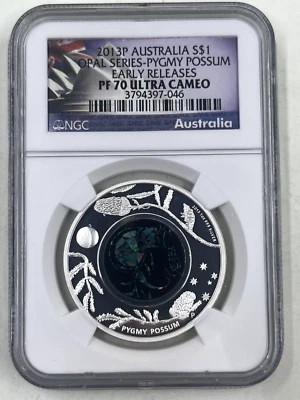 2013P AUSTRALIA S$1
OPAL SERIES-PYGMY POSSUM
EARLY RELEASES
PF 70 ULTRA CAMEO
3794397-046
NGC
Australia
PYGMY POSSUM
P